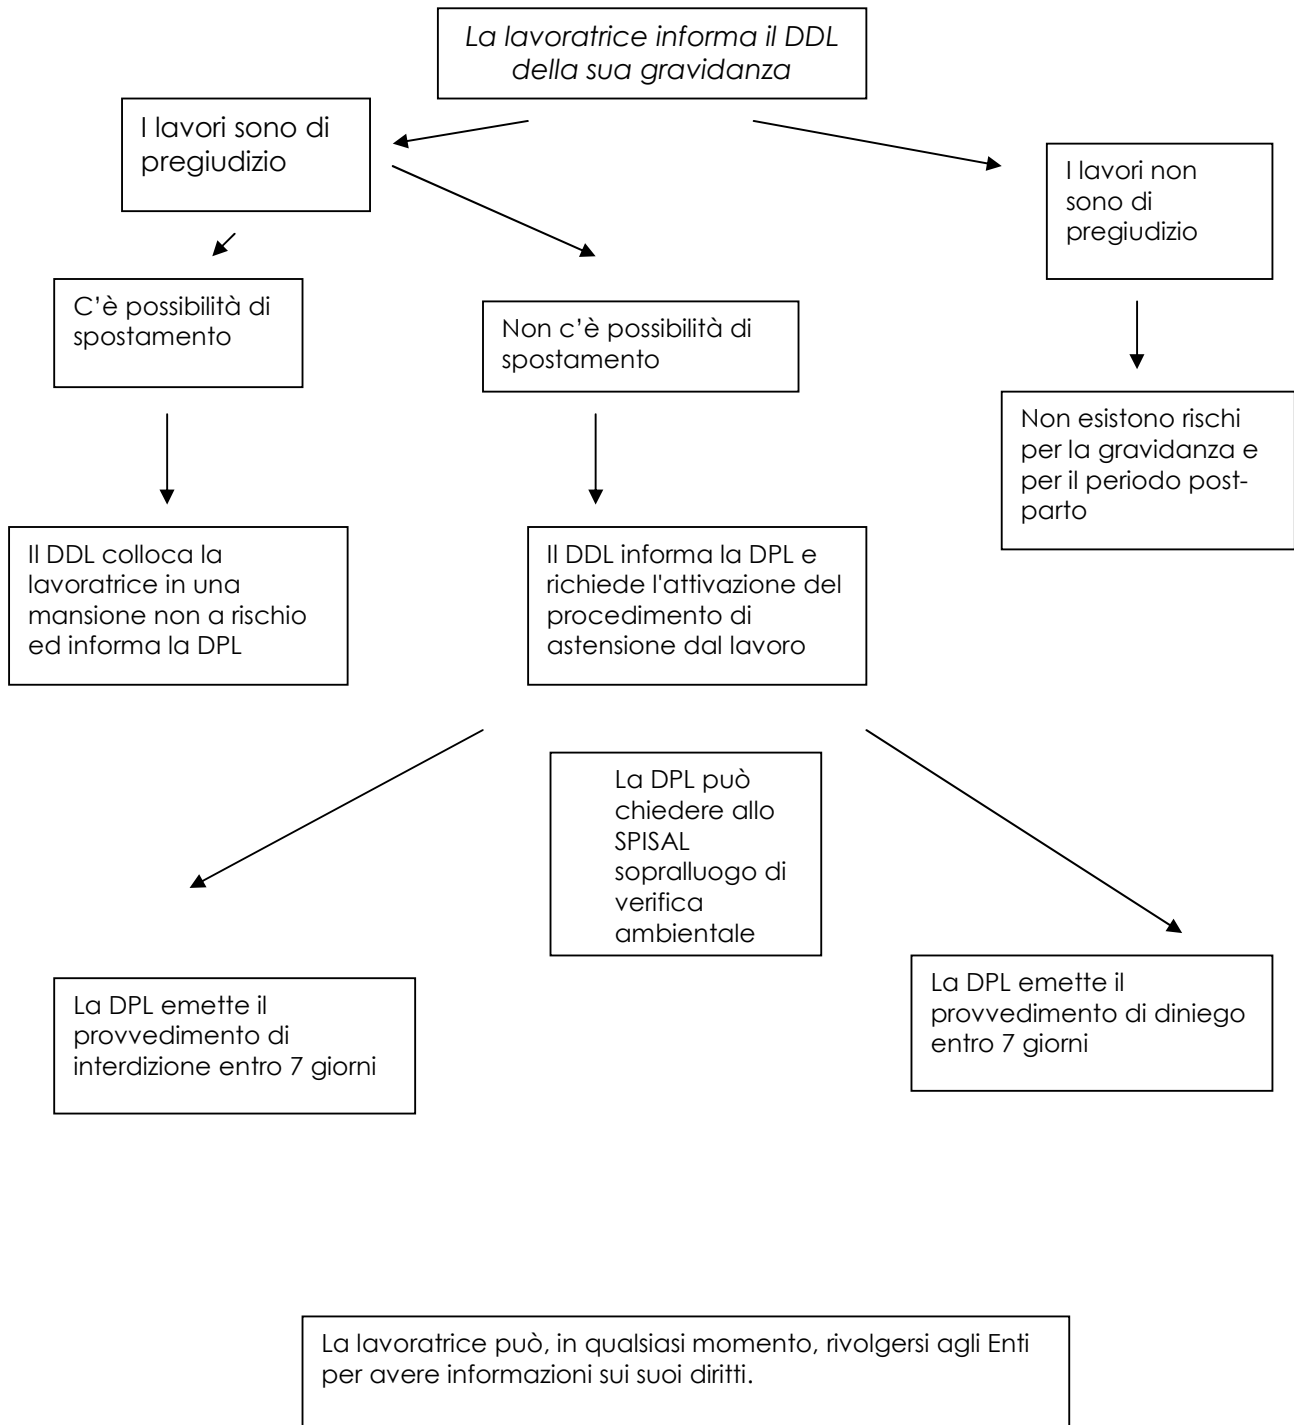 La lavoratrice informa il DDL
della sua gravidanza
I lavori sono di
pregiudizio
I lavori non
sono di
pregiudizio
C'è possibilità di
spostamento
Non c'è possibilità di
spostamento
Non esistono rischi
per la gravidanza e
per il periodo post-
parto
Il DDL colloca la
lavoratrice in una
mansione non a rischio
ed informa la DPL
Il DDL informa la DPL e
richiede l'attivazione del
procedimento di
astensione dal lavoro
La DPL può
chiedere allo
SPISAL
sopralluogo di
verifica
ambientale
La DPL emette il
provvedimento di
interdizione entro 7 giorni
La DPL emette il
provvedimento di diniego
entro 7 giorni
La lavoratrice può, in qualsiasi momento, rivolgersi agli Enti
per avere informazioni sui suoi diritti.